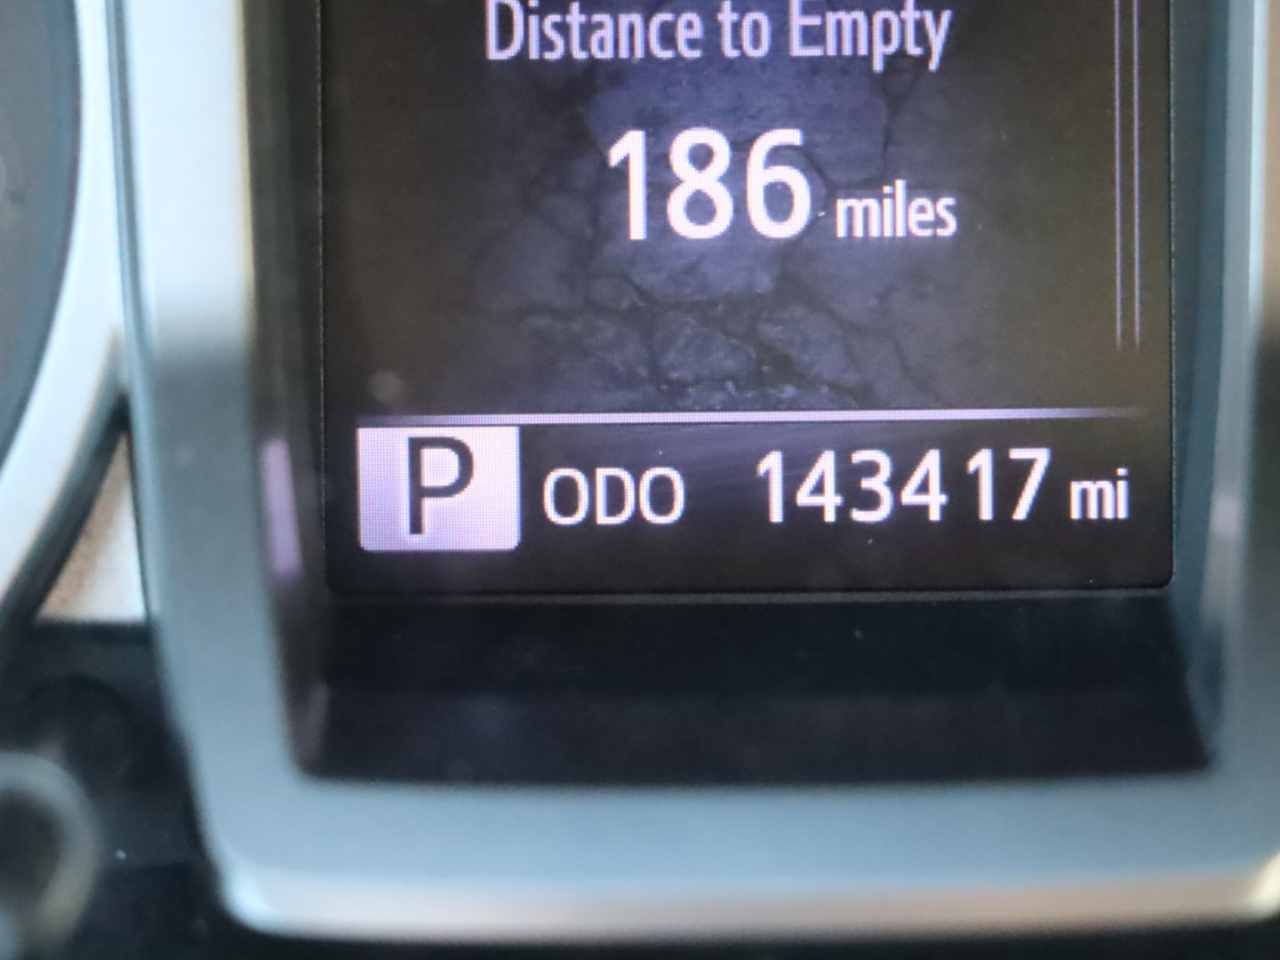 Distance to Empty
186 miles
P ODO 143417 mi